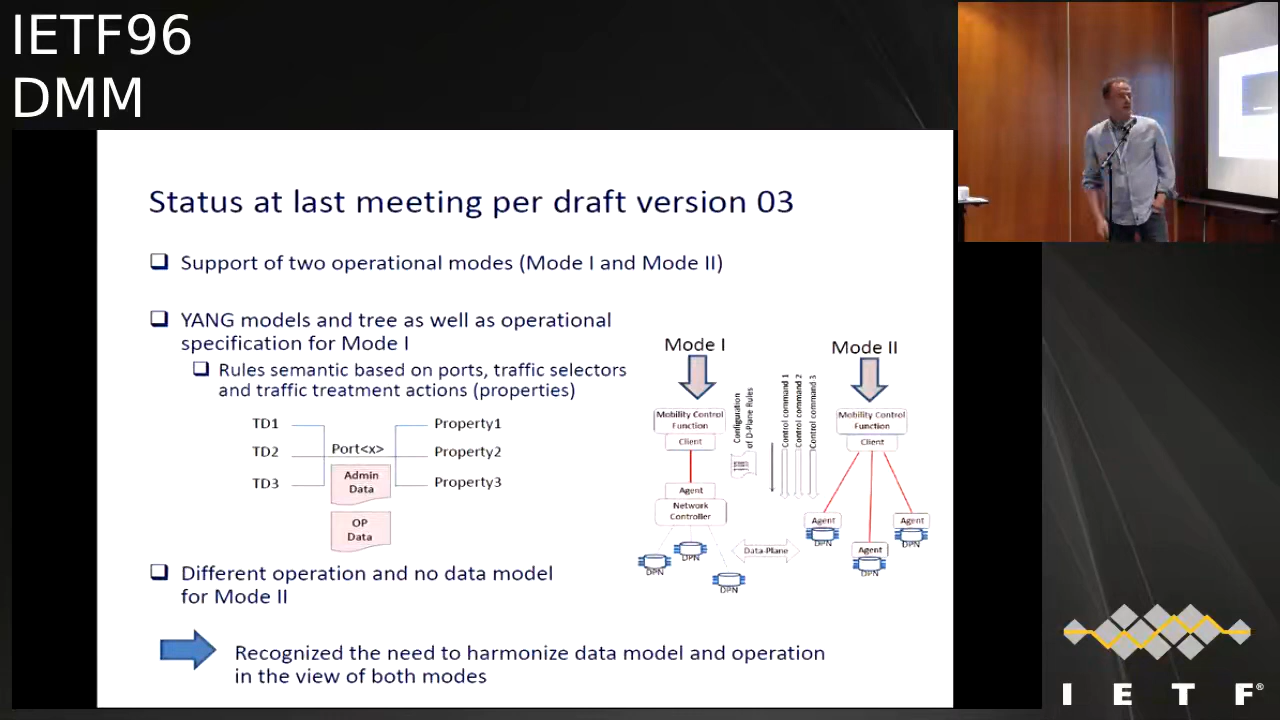 IETF96
DMM
Status at last meeting per draft version 03
Support of two operational modes (Mode I and Mode II)
YANG models and tree as well as operational
specification for Mode I
Rules semantic based on ports, traffic selectors
and traffic treatment actions (properties)
TD1
TD2
TD3
Port<x>
Admin
Data
OP
Data
Property1
Property2
Property3
Mode I
Mobility Control
Function
Client
Agent
Network
Controller
DPN
DPN
DPN
Configuration
of D-Plane Rules
Control command 1
Control command 2
Control command 3
Data-Plane
Mode II
Mobility Control
Function
Client
Agent
DPN
Agent
DPN
Agent
DPN
Different operation and no data model
for Mode II
Recognized the need to harmonize data model and operation
in the view of both modes
I E T F®